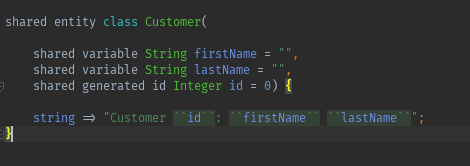 shared entity class Customer(
shared variable String firstName = "",
shared variable String lastName = "",
shared generated id Integer id = 0) {
string => "Customer ``id``: ``firstName`` ``lastName``";
}